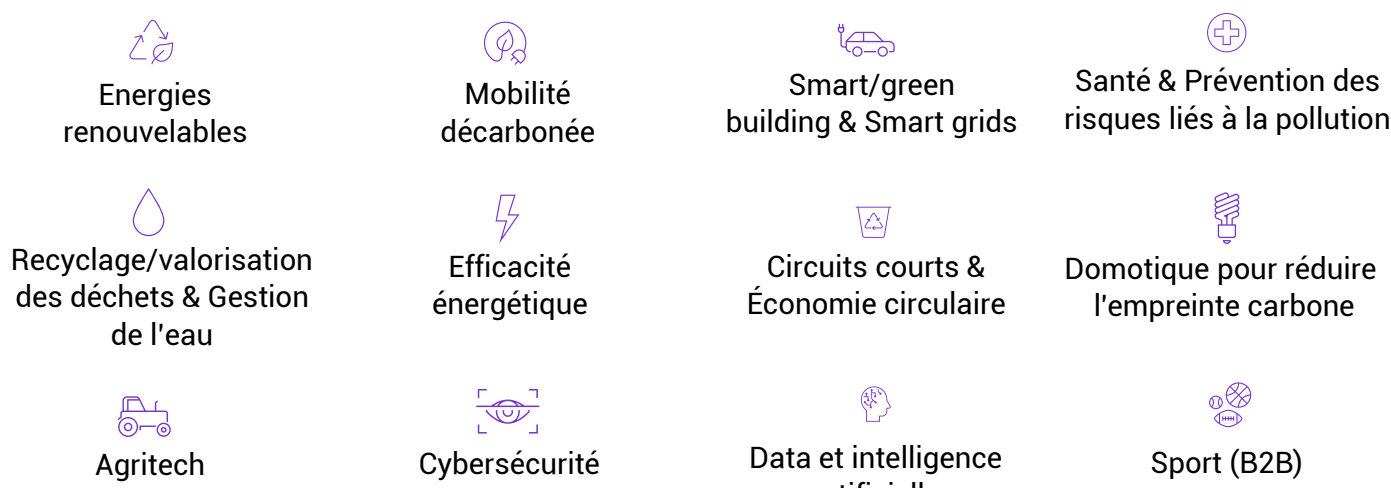 Energies
renouvelables
Mobilité
décarbonée
Smart/green
building & Smart grids
Santé & Prévention des
risques liés à la pollution
Recyclage/valorisation
des déchets & Gestion
de l'eau
Efficacité
énergétique
Circuits courts &
Économie circulaire
Domotique pour réduire
l'empreinte carbone
Agritech
Cybersécurité
Data et intelligence
Sport (B2B)